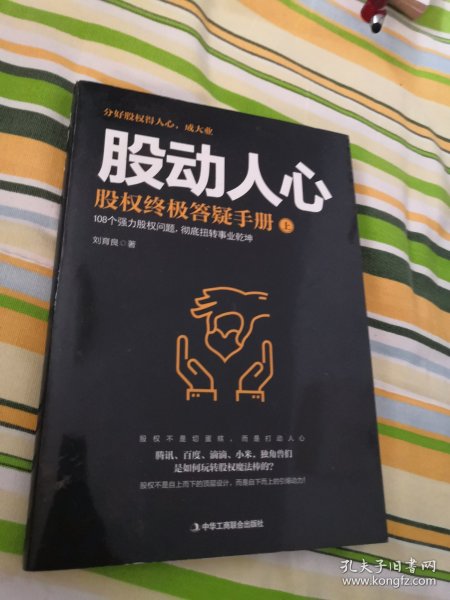 分好股权得人心,成大业
股动人心
股权终极答疑手册 上
108个强力股权问题,彻底扭转事业乾坤
刘育良 著
股权不是切蛋糕,而是打动人心
腾讯、百度、滴滴、小米,独角兽们
是如何玩转股权魔法棒的?
股权不是自上而下的顶层设计,而是自下而上的引爆动力!
中华工商联合出版社
孔夫子旧书网
www.kongfz.com